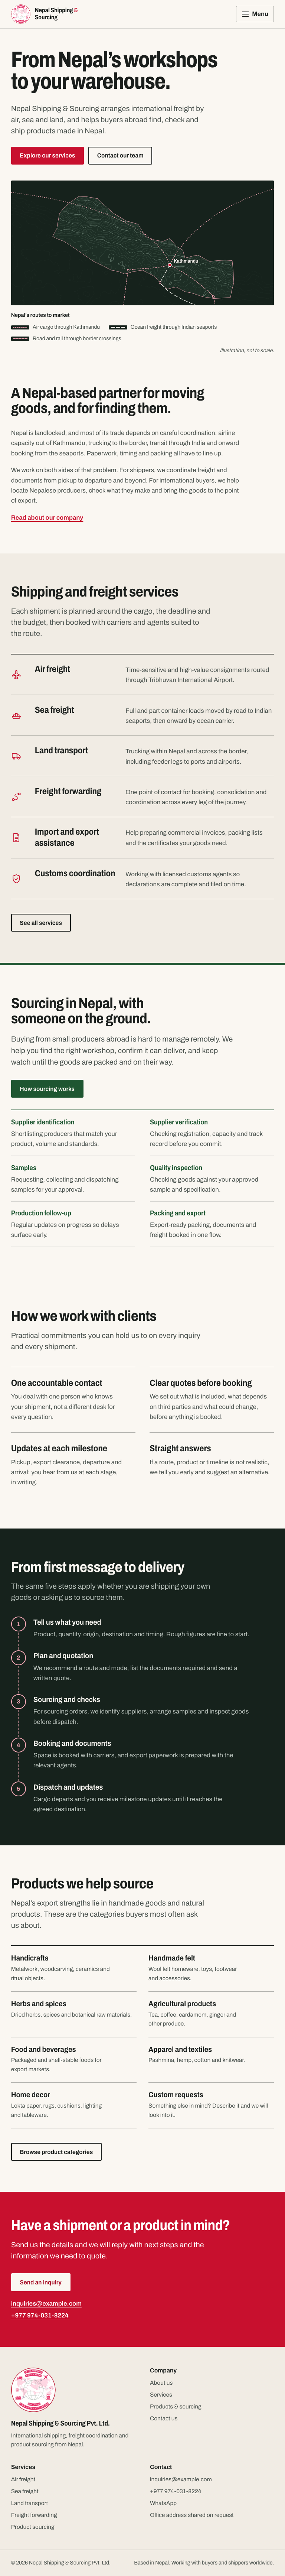 Nepal Shipping &
Sourcing
Menu
From Nepal’s workshops
to your warehouse.
Nepal Shipping & Sourcing arranges international freight by
air, sea and land, and helps buyers abroad find, check and
ship products made in Nepal.
Explore our services
Contact our team
Kathmandu
Nepal's routes to market
Air cargo through Kathmandu
Ocean freight through Indian seaports
Road and rail through border crossings
Illustration, not to scale.
A Nepal-based partner for moving
goods, and for finding them.
Nepal is landlocked, and most of its trade depends on the same corridors: airline
capacity out of Kathmandu, trucking to the border, transit through India and onward
booking from the seaports. Paperwork, timing and packing all have to line up.
We work on both sides of that problem. For shippers, we coordinate freight and
documents from pickup to departure and beyond. For international buyers, we help
locate Nepalese producers, check what they make and bring the goods to the point
of export.
Read about our company
Shipping and freight services
Each shipment is planned around the cargo, the deadline and
the budget, then booked with carriers and agents suited to
the route.
Air freight
Time-sensitive and high-value consignments routed
through Tribhuvan International Airport.
Sea freight
Full and part container loads moved by road to Indian
seaports, then onward by ocean carrier.
Land transport
Trucking within Nepal and across the border,
including feeder legs to ports and airports.
Freight forwarding
One point of contact for booking, consolidation and
coordination across every leg of the journey.
Import and export
assistance
Help preparing commercial invoices, packing lists
and the certificates your goods need.
Customs coordination
Working with licensed customs agents so
declarations are complete and filed on time.
See all services
Sourcing in Nepal, with
someone on the ground.
Buying from small producers abroad is hard to manage remotely. We
help you find the right workshop, confirm it can deliver, and keep
watch until the goods are packed and on their way.
How sourcing works
Supplier identification
Shortlisting producers that match your
product, volume and standards.
Supplier verification
Checking registration, capacity and track
record before you commit.
Samples
Requesting, collecting and dispatching
samples for your approval.
Quality inspection
Checking goods against your approved
sample and specification.
Production follow-up
Regular updates on progress so delays
surface early.
Packing and export
Export-ready packing, documents and
freight booked in one flow.
How we work with clients
Practical commitments you can hold us to on every inquiry
and every shipment.
One accountable contact
You deal with one person who knows
your shipment, not a different desk for
every question.
Clear quotes before booking
We set out what is included, what depends
on third parties and what could change,
before anything is booked.
Updates at each milestone
Pickup, export clearance, departure and
arrival: you hear from us at each stage,
in writing.
Straight answers
If a route, product or timeline is not realistic,
we tell you early and suggest an alternative.
From first message to delivery
The same five steps apply whether you are shipping your own
goods or asking us to source them.
1
Tell us what you need
Product, quantity, origin, destination and timing. Rough figures are fine to start.
2
Plan and quotation
We recommend a route and mode, list the documents required and send a
written quote.
3
Sourcing and checks
For sourcing orders, we identify suppliers, arrange samples and inspect goods
before dispatch.
4
Booking and documents
Space is booked with carriers, and export paperwork is prepared with the
relevant agents.
5
Dispatch and updates
Cargo departs and you receive milestone updates until it reaches the
agreed destination.
Products we help source
Nepal’s export strengths lie in handmade goods and natural
products. These are the categories buyers most often ask
us about.
Handicrafts
Metalwork, woodcarving, ceramics and
ritual objects.
Handmade felt
Wool felt homeware, toys, footwear
and accessories.
Herbs and spices
Dried herbs, spices and botanical raw materials.
Agricultural products
Tea, coffee, cardamom, ginger and
other produce.
Food and beverages
Packaged and shelf-stable foods for
export markets.
Apparel and textiles
Pashmina, hemp, cotton and knitwear.
Home decor
Lokta paper, rugs, cushions, lighting
and tableware.
Custom requests
Something else in mind? Describe it and we will
look into it.
Browse product categories
Have a shipment or a product in mind?
Send us the details and we will reply with next steps and the
information we need to quote.
Send an inquiry
inquiries@example.com
+977 974-031-8224
Nepal Shipping & Sourcing Pvt. Ltd.
International shipping, freight coordination and
product sourcing from Nepal.
Company
About us
Services
Products & sourcing
Contact us
Services
Air freight
Sea freight
Land transport
Freight forwarding
Product sourcing
Contact
inquiries@example.com
+977 974-031-8224
WhatsApp
Office address shared on request
© 2026 Nepal Shipping & Sourcing Pvt. Ltd.
Based in Nepal. Working with buyers and shippers worldwide.